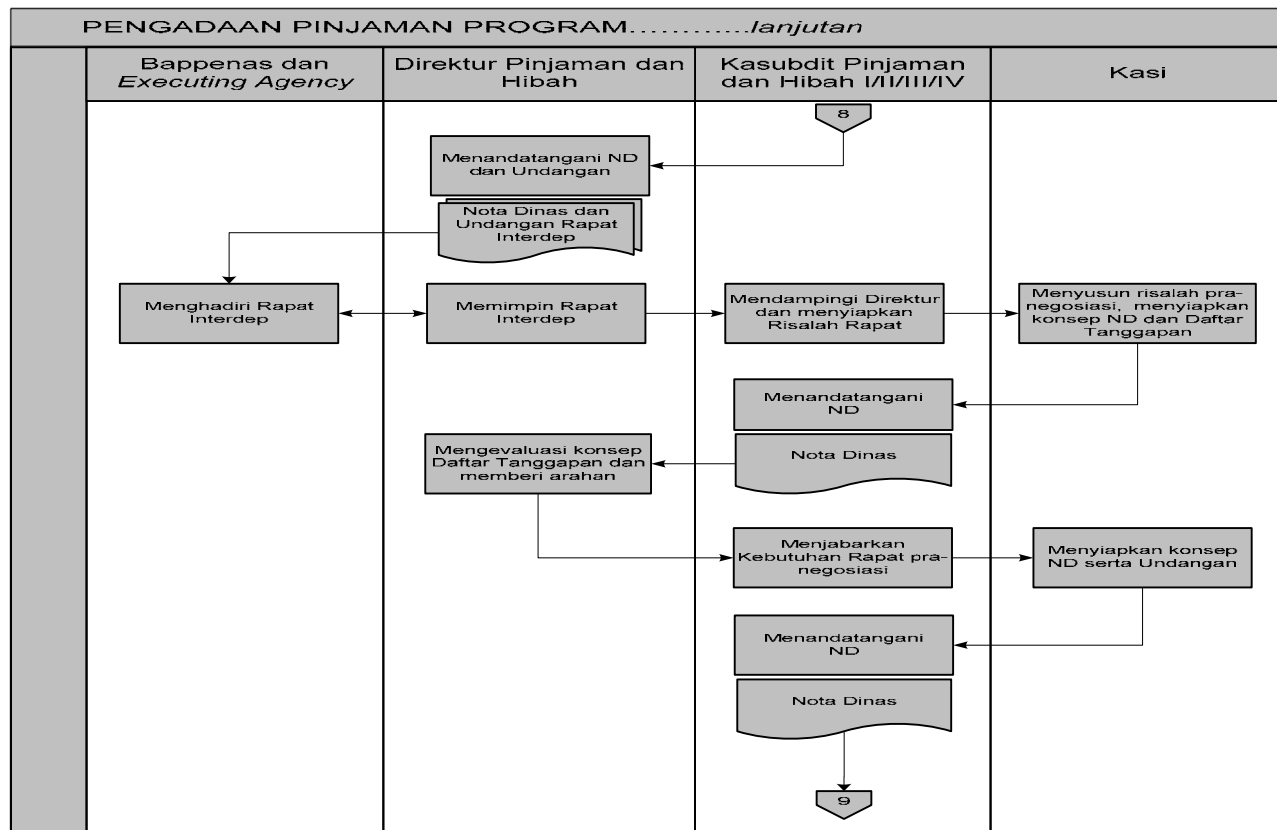 PENGADAAN PINJAMAN PROGRAM............lanjutan
Bappenas dan
Executing Agency
Direktur Pinjaman dan
Hibah
Kasubdit Pinjaman
dan Hibah I/II/III/IV
Kasi
8
Menandatangani ND
dan Undangan
Nota Dinas dan
Undangan Rapat
Interdep
Menghadiri Rapat
Interdep
Memimpin Rapat
Interdep
Mendampingi Direktur
dan menyiapkan
Risalah Rapat
Menyusun risalah pra-
negosiasi, menyiapkan
konsep ND dan Daftar
Tanggapan
Menandatangani
ND
Nota Dinas
Mengevaluasi konsep
Daftar Tanggapan dan
memberi arahan
Menjabarkan
Kebutuhan Rapat pra-
negosiasi
Menyiapkan konsep
ND serta Undangan
Menandatangani
ND
Nota Dinas
9